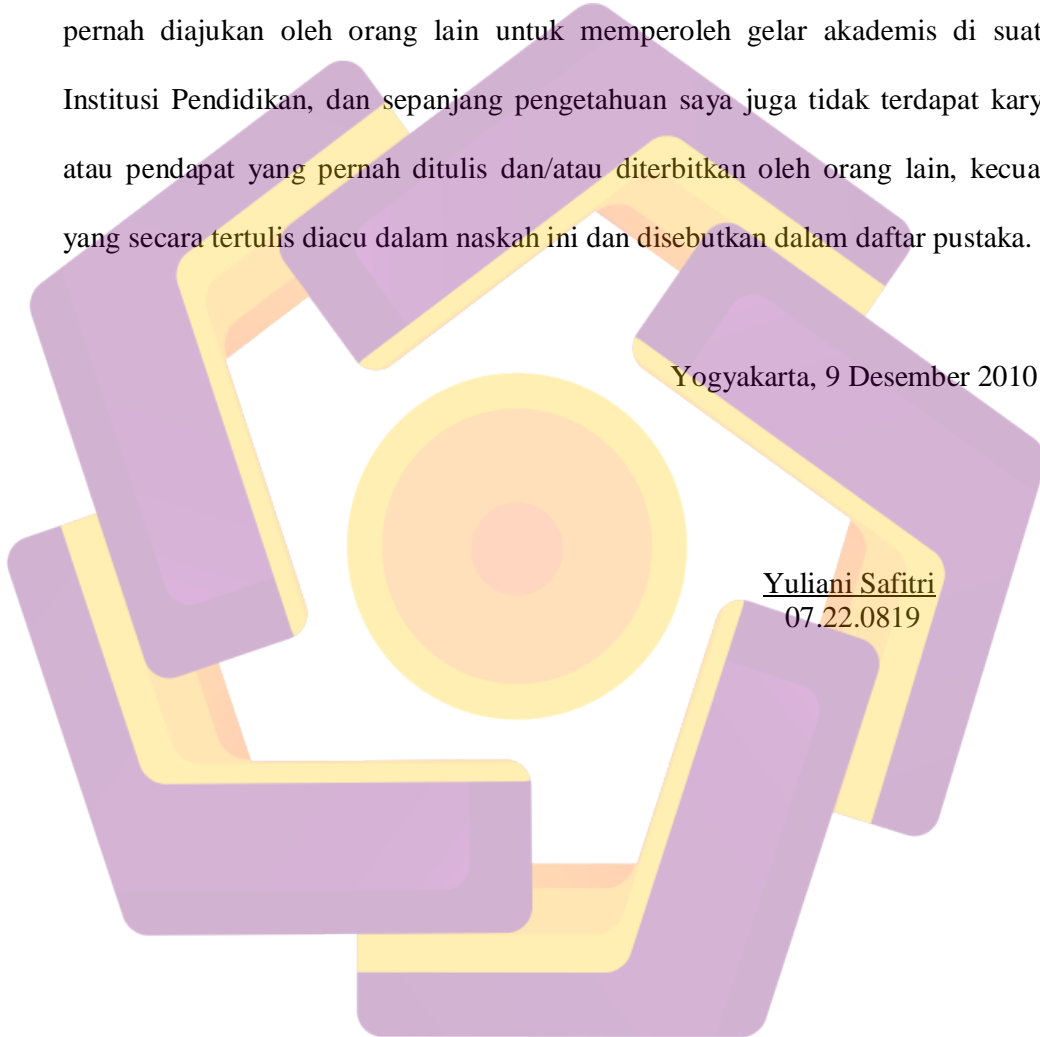 pernah diajukan oleh orang lain untuk memperoleh gelar akademis di suat
Institusi Pendidikan, dan sepanjang pengetahuan saya juga tidak terdapat kary
atau pendapat yang pernah ditulis dan/atau diterbitkan oleh orang lain, kecua
yang secara tertulis diacu dalam naskah ini dan disebutkan dalam daftar pustaka.
Yogyakarta, 9 Desember 2010
Yuliani Safitri
07.22.0819